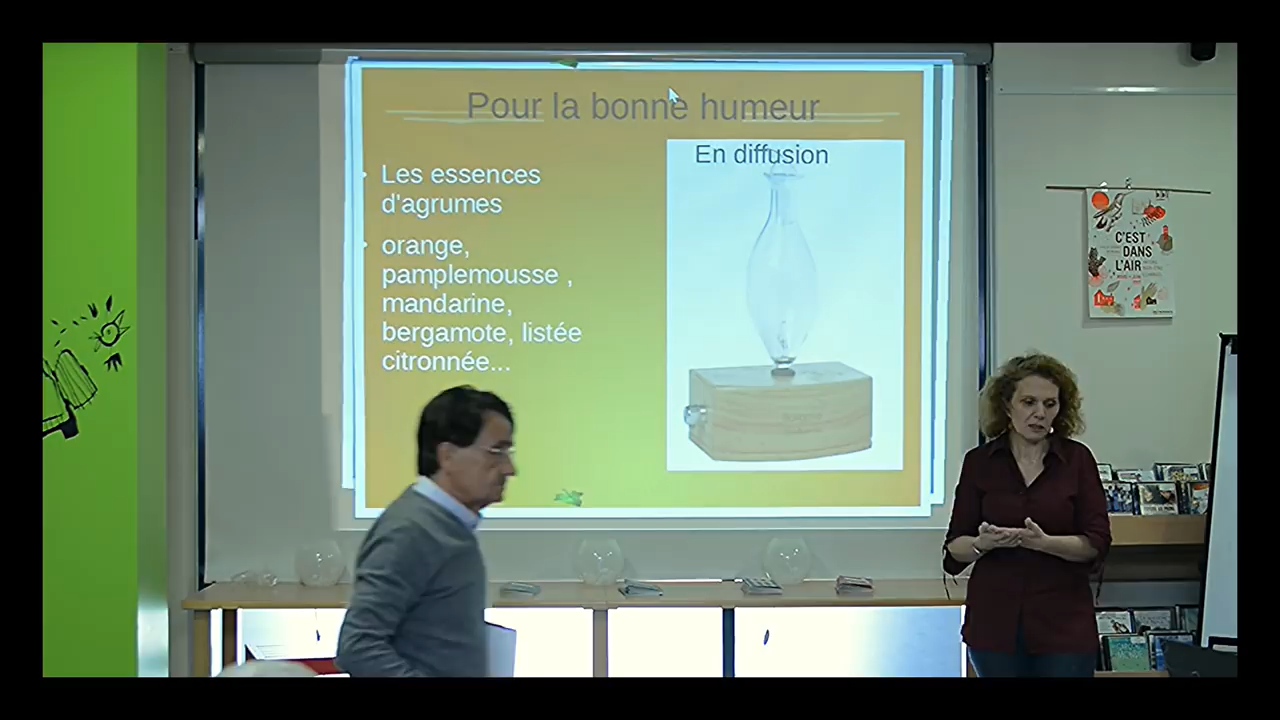 Pour la bonne humeur
En diffusion
Les essences
d'agrumes
orange,
pamplemousse ,
mandarine,
bergamote, listée
citronnée...
C'EST
DANS
L'AIR